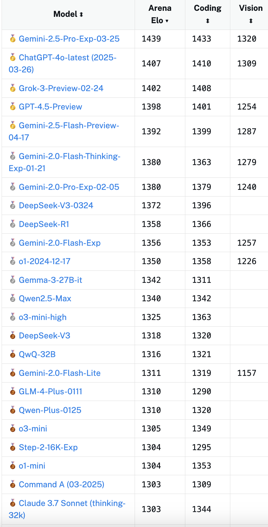 Model Arena Elo Coding Vision
Gemini-2.5-Pro-Exp-03-25 1439 1433 1320
ChatGPT-4o-latest (2025-03-26) 1407 1410 1309
Grok-3-Preview-02-24 1402 1408
GPT-4.5-Preview 1398 1401 1254
Gemini-2.5-Flash-Preview-04-17 1392 1399 1287
Gemini-2.0-Flash-Thinking-Exp-01-21 1380 1363 1279
Gemini-2.0-Pro-Exp-02-05 1380 1379 1240
DeepSeek-V3-0324 1372 1396
DeepSeek-R1 1358 1366
Gemini-2.0-Flash-Exp 1356 1353 1257
o1-2024-12-17 1350 1358 1226
Gemma-3-27B-it 1342 1311
Qwen2.5-Max 1340 1342
o3-mini-high 1325 1363
DeepSeek-V3 1318 1320
QwQ-32B 1316 1321
Gemini-2.0-Flash-Lite 1311 1319 1157
GLM-4-Plus-0111 1310 1290
Qwen-Plus-0125 1310 1320
o3-mini 1305 1349
Step-2-16K-Exp 1304 1295
o1-mini 1304 1353
Command A (03-2025) 1303 1309
Claude 3.7 Sonnet (thinking-32k) 1303 1344